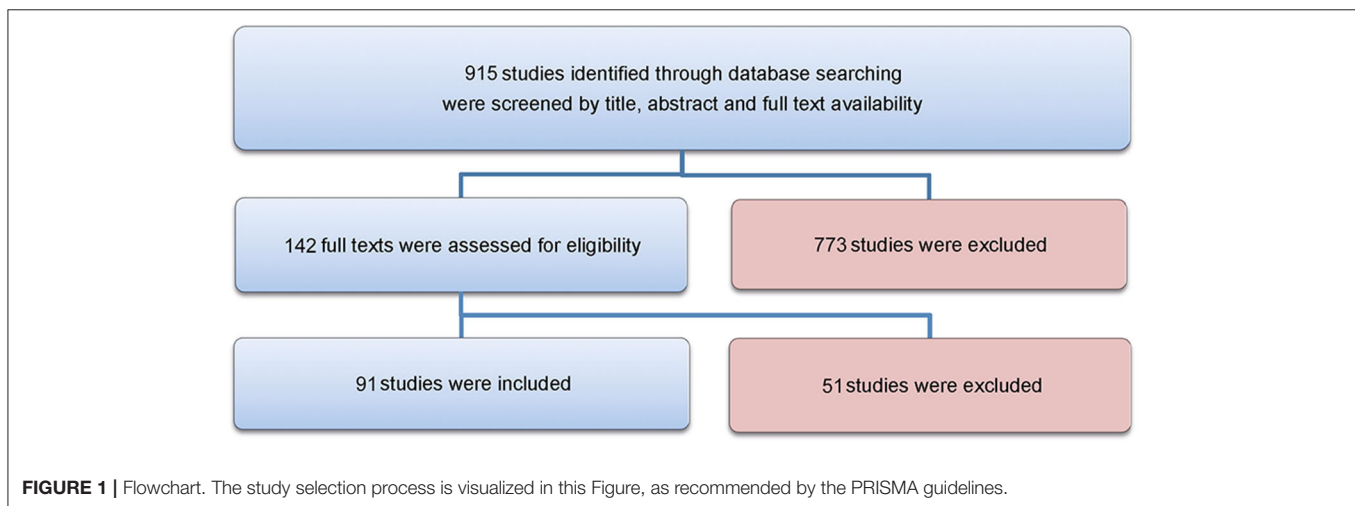 915 studies identified through database searching
were screened by title, abstract and full text availability
142 full texts were assessed for eligibility
773 studies were excluded
91 studies were included
51 studies were excluded
FIGURE 1 | Flowchart. The study selection process is visualized in this Figure, as recommended by the PRISMA guidelines.